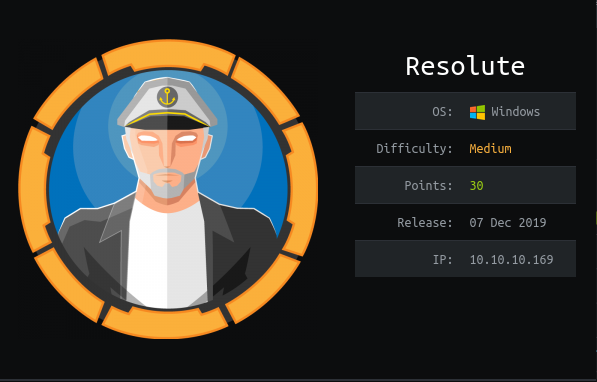 Resolute
OS: Windows
Difficulty: Medium
Points: 30
Release: 07 Dec 2019
IP: 10.10.10.169